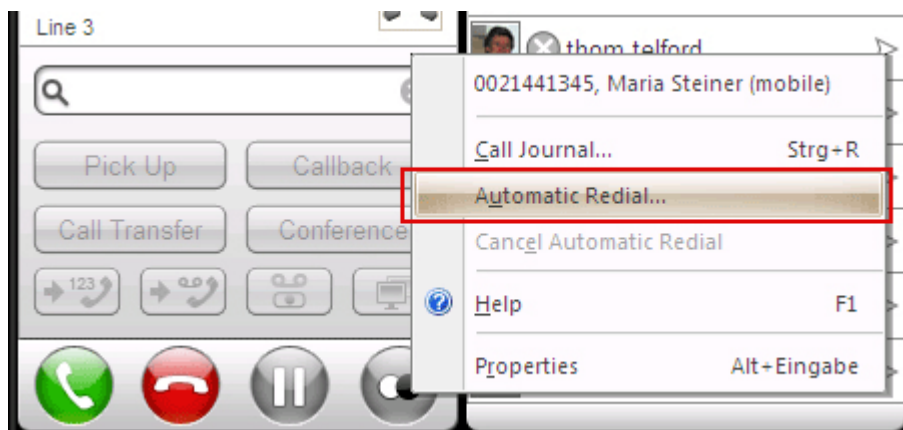 Line 3
thom telford
0021441345, Maria Steiner (mobile)
Call Journal... Strg+R
Pick Up Callback
Automatic Redial...
Call Transfer Conference
Cancel Automatic Redial
123
Help F1
Properties Alt+Eingabe